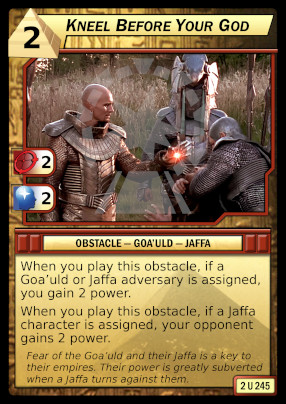 2
KNEEL BEFORE YOUR GOD
2
2
OBSTACLE — GOA'ULD — JAFFA
When you play this obstacle, if a
Goa'uld or Jaffa adversary is assigned,
you gain 2 power.
When you play this obstacle, if a Jaffa
character is assigned, your opponent
gains 2 power.
Fear of the Goa'uld and their Jaffa is a key to
their empires. Their power is greatly subverted
when a Jaffa turns against them.
2 U 245